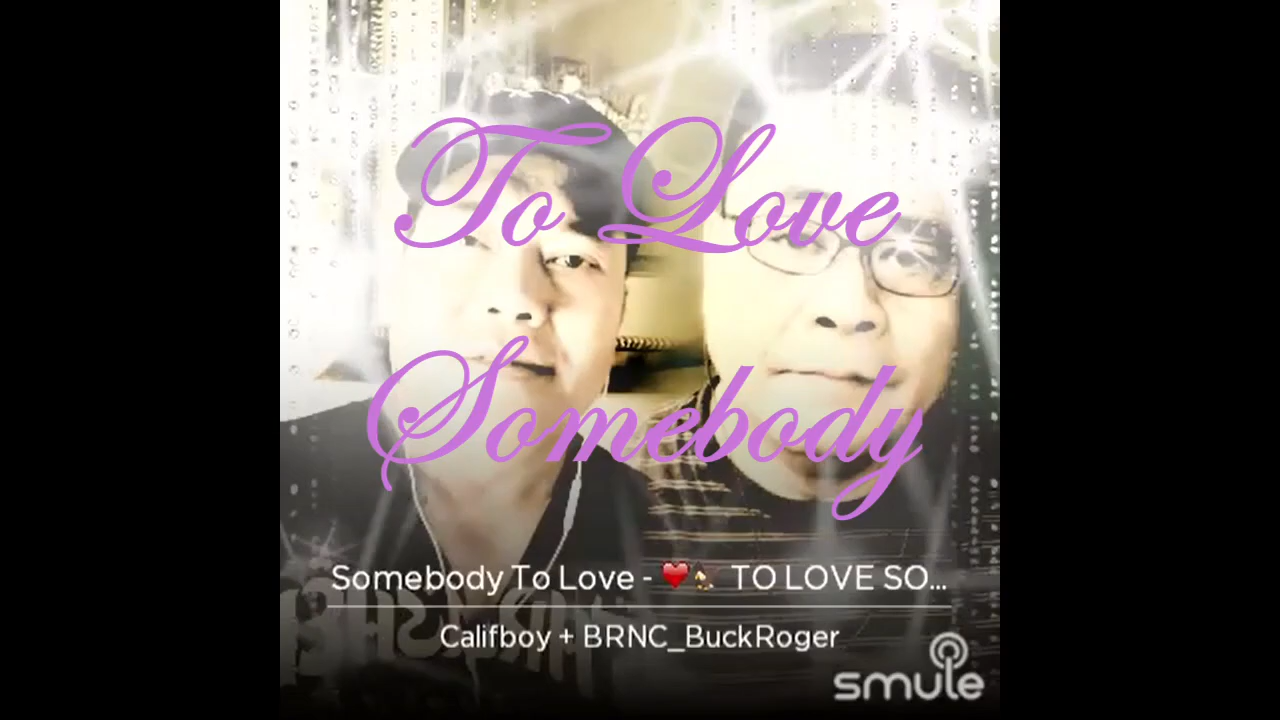 To Love
Somebody
Somebody To Love - ❤️ TO LOVE SO...
Califboy + BRNC_BuckRoger
smule